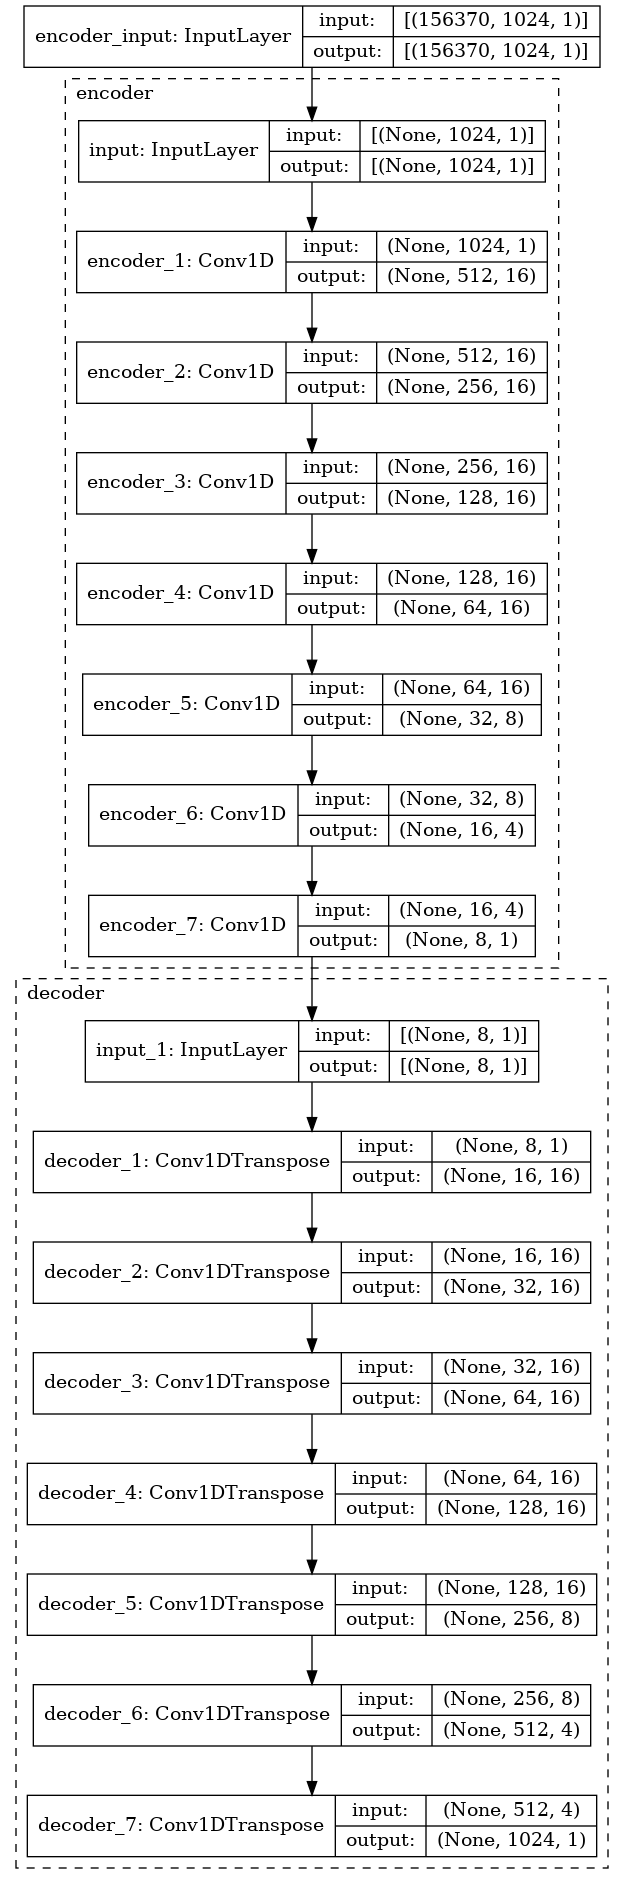 encoder_input: InputLayer
input: [(156370, 1024, 1)]
output: [(156370, 1024, 1)]
encoder
input: InputLayer
input: [(None, 1024, 1)]
output: [(None, 1024, 1)]
encoder_1: Conv1D
input: (None, 1024, 1)
output: (None, 512, 16)
encoder_2: Conv1D
input: (None, 512, 16)
output: (None, 256, 16)
encoder_3: Conv1D
input: (None, 256, 16)
output: (None, 128, 16)
encoder_4: Conv1D
input: (None, 128, 16)
output: (None, 64, 16)
encoder_5: Conv1D
input: (None, 64, 16)
output: (None, 32, 8)
encoder_6: Conv1D
input: (None, 32, 8)
output: (None, 16, 4)
encoder_7: Conv1D
input: (None, 16, 4)
output: (None, 8, 1)
decoder
input_1: InputLayer
input: [(None, 8, 1)]
output: [(None, 8, 1)]
decoder_1: Conv1DTranspose
input: (None, 8, 1)
output: (None, 16, 16)
decoder_2: Conv1DTranspose
input: (None, 16, 16)
output: (None, 32, 16)
decoder_3: Conv1DTranspose
input: (None, 32, 16)
output: (None, 64, 16)
decoder_4: Conv1DTranspose
input: (None, 64, 16)
output: (None, 128, 16)
decoder_5: Conv1DTranspose
input: (None, 128, 16)
output: (None, 256, 8)
decoder_6: Conv1DTranspose
input: (None, 256, 8)
output: (None, 512, 4)
decoder_7: Conv1DTranspose
input: (None, 512, 4)
output: (None, 1024, 1)